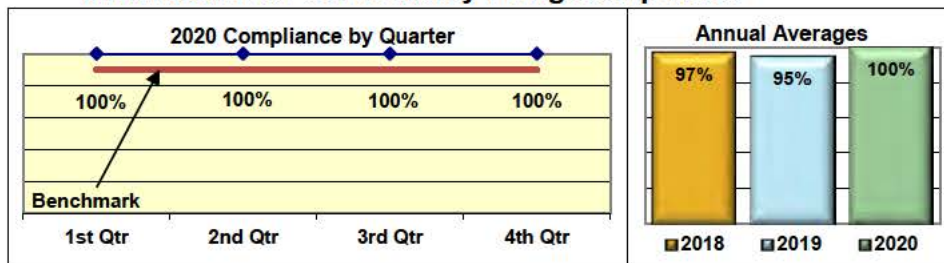 2020 Compliance by Quarter
100% 100% 100% 100%
Benchmark
1st Qtr 2nd Qtr 3rd Qtr 4th Qtr
Annual Averages
97% 95% 100%
2018 2019 2020